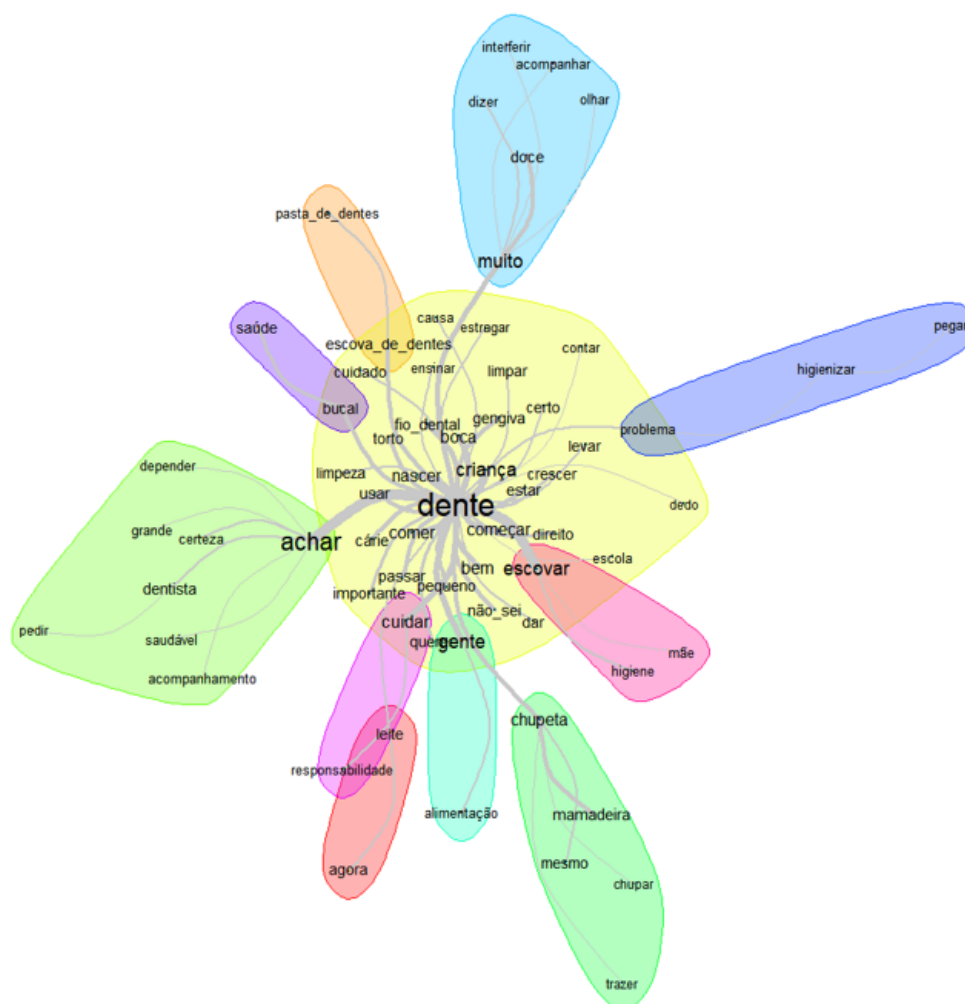 interferir
acompanhar
dizer
olhar
doce
pasta_de_dentes
muito
saúde
causa
estregar
pegar
escova_de_dentes
contar
cuidado
ensinar
limpar
higienizar
bucal
fio_dental
gengiva
certo
problema
torto
boca
levar
depender
limpeza
nascer
criança
crescer
usar
estar
dedo
dente
grande
certeza
achar
cárie
comer
começar
direito
escola
dentista
passar
bem
escovar
importante
pequeno
não_sei
dar
pedir
saudável
cuidar
gente
mãe
acompanhamento
higiene
chupeta
leite
responsabilidade
alimentação
mamadeira
agora
mesmo
chupar
trazer